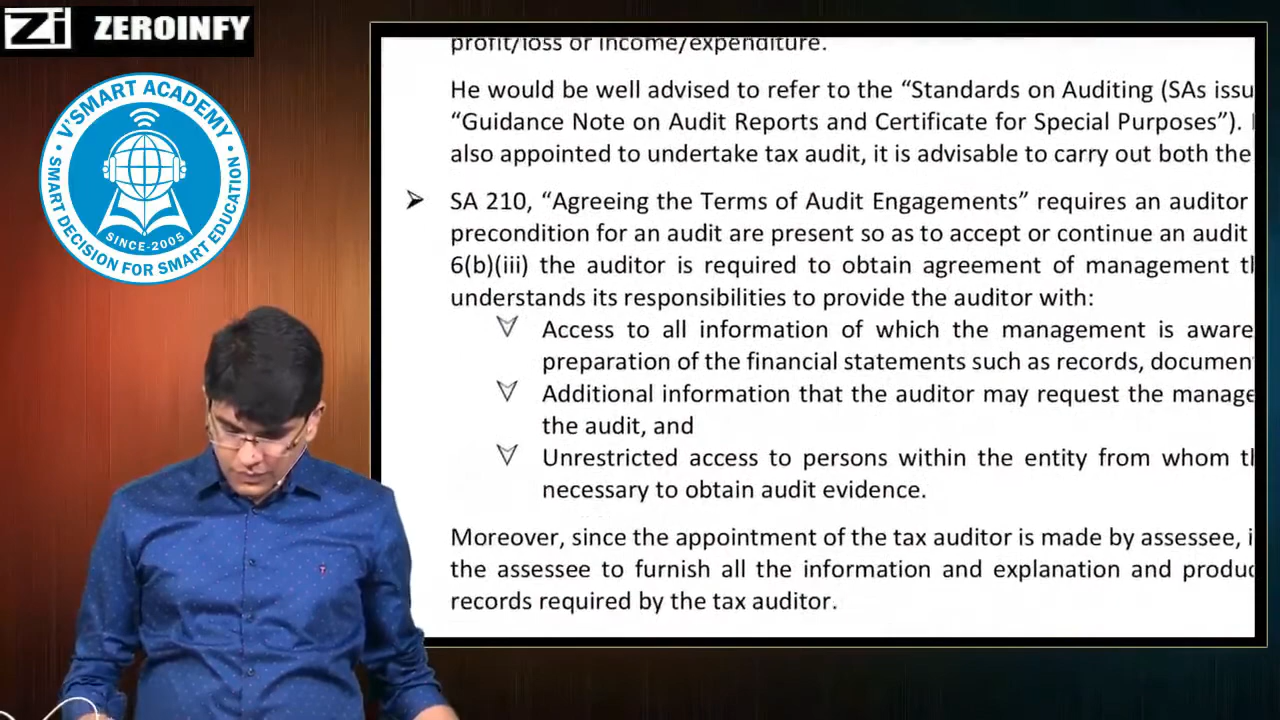 Zi ZEROINFY
V'SMART ACADEMY
SMART DECISION FOR SMART EDUCATION
SINCE-2005
profit/loss or income/expenditure.
He would be well advised to refer to the “Standards on Auditing (SAs issu
“Guidance Note on Audit Reports and Certificate for Special Purposes”).
also appointed to undertake tax audit, it is advisable to carry out both the
➢ SA 210, “Agreeing the Terms of Audit Engagements” requires an auditor
precondition for an audit are present so as to accept or continue an audit
6(b)(iii) the auditor is required to obtain agreement of management
understands its responsibilities to provide the auditor with:
Access to all information of which the management is aware
preparation of the financial statements such as records, documen
Additional information that the auditor may request the manage
the audit, and
Unrestricted access to persons within the entity from whom
necessary to obtain audit evidence.
Moreover, since the appointment of the tax auditor is made by assessee,
the assessee to furnish all the information and explanation and produc
records required by the tax auditor.